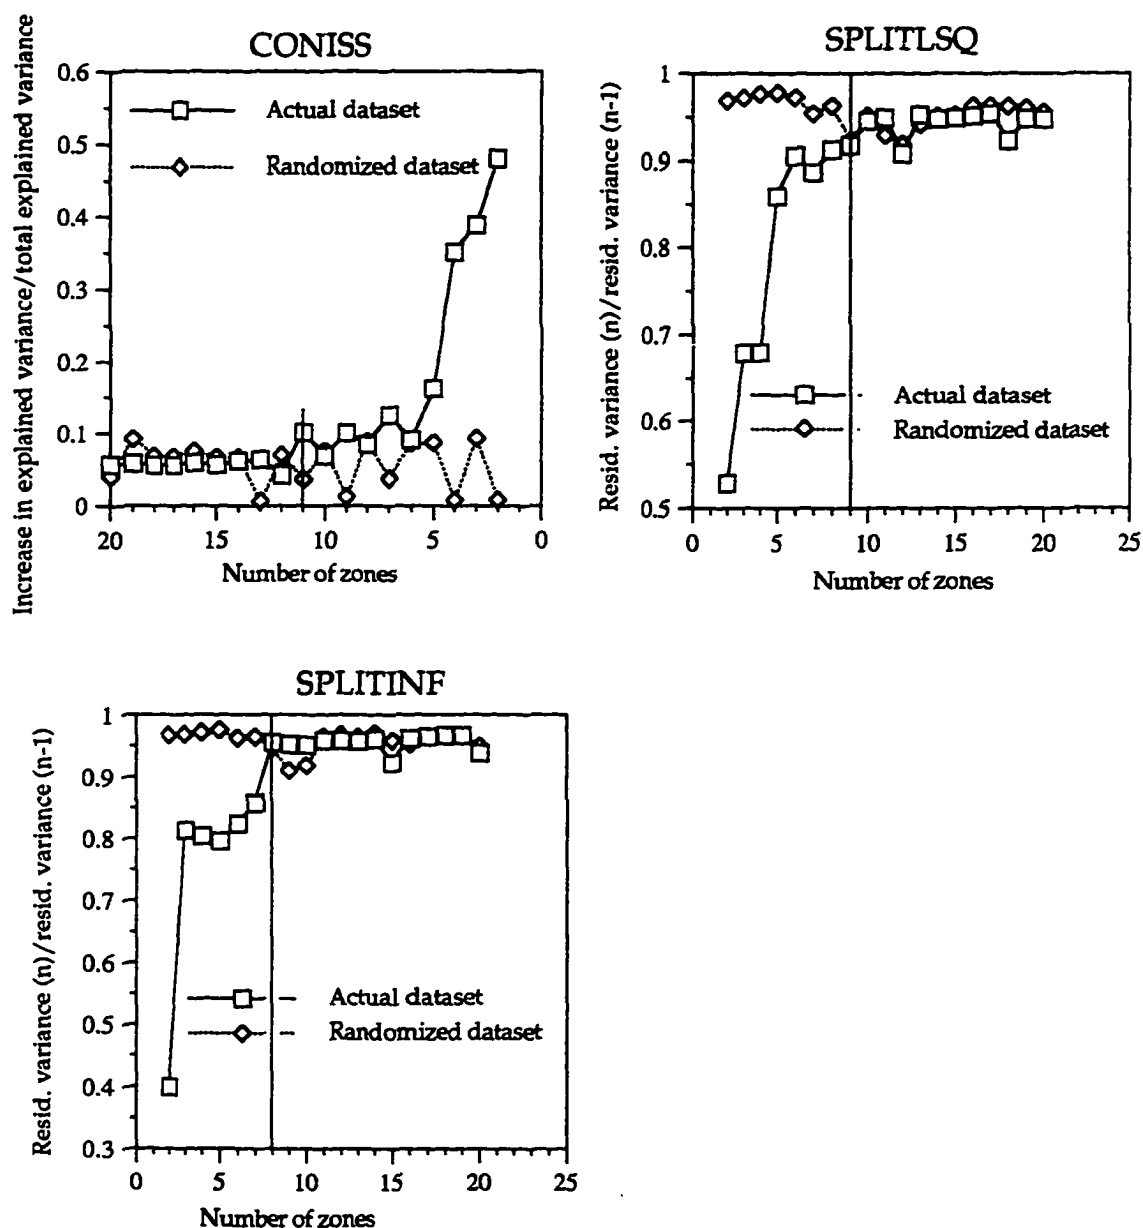 CONISS
Increase in explained variance/total explained variance
0.6
0.5
0.4
0.3
0.2
0.1
0
Actual dataset
Randomized dataset
20 15 10 5 0
Number of zones
SPLITLSQ
Resid. variance (n)/resid. variance (n-1)
1
0.9
0.8
0.7
0.6
0.5
Actual dataset
Randomized dataset
0 5 10 15 20 25
Number of zones
SPLITINF
Resid. variance (n)/resid. variance (n-1)
1
0.9
0.8
0.7
0.6
0.5
0.4
0.3
Actual dataset
Randomized dataset
0 5 10 15 20 25
Number of zones